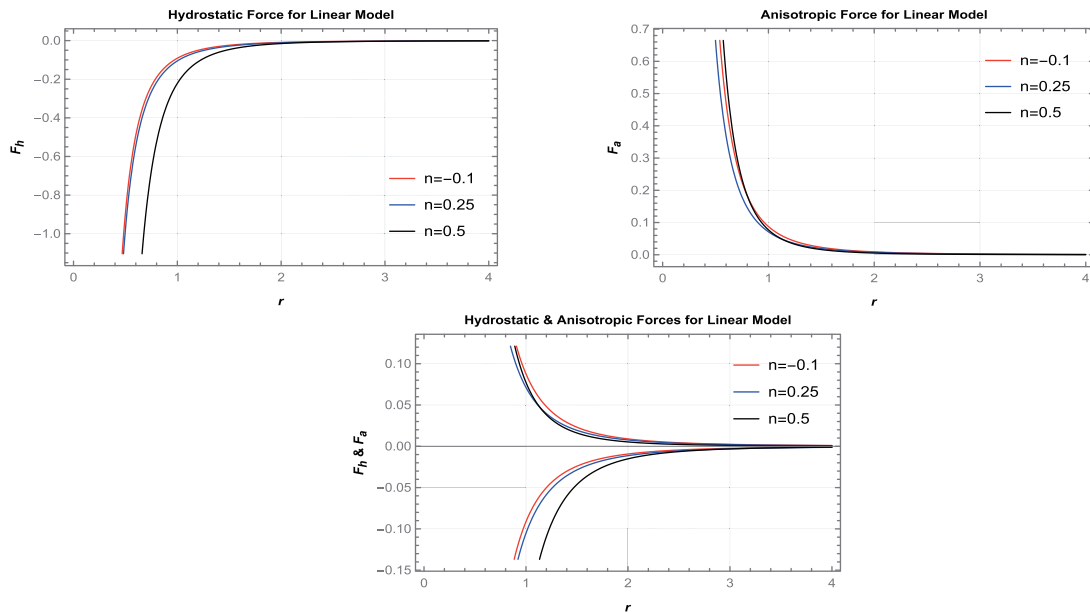 Hydrostatic Force for Linear Model
0.0
−0.2
−0.4
−0.6
−0.8
−1.0
F_h
n=−0.1
n=0.25
n=0.5
0 1 2 3 4
r
Anisotropic Force for Linear Model
0.7
0.6
0.5
0.4
0.3
0.2
0.1
0.0
F_a
n=−0.1
n=0.25
n=0.5
0 1 2 3 4
r
Hydrostatic & Anisotropic Forces for Linear Model
0.10
0.05
0.00
−0.05
−0.10
−0.15
F_h & F_a
n=−0.1
n=0.25
n=0.5
0 1 2 3 4
r